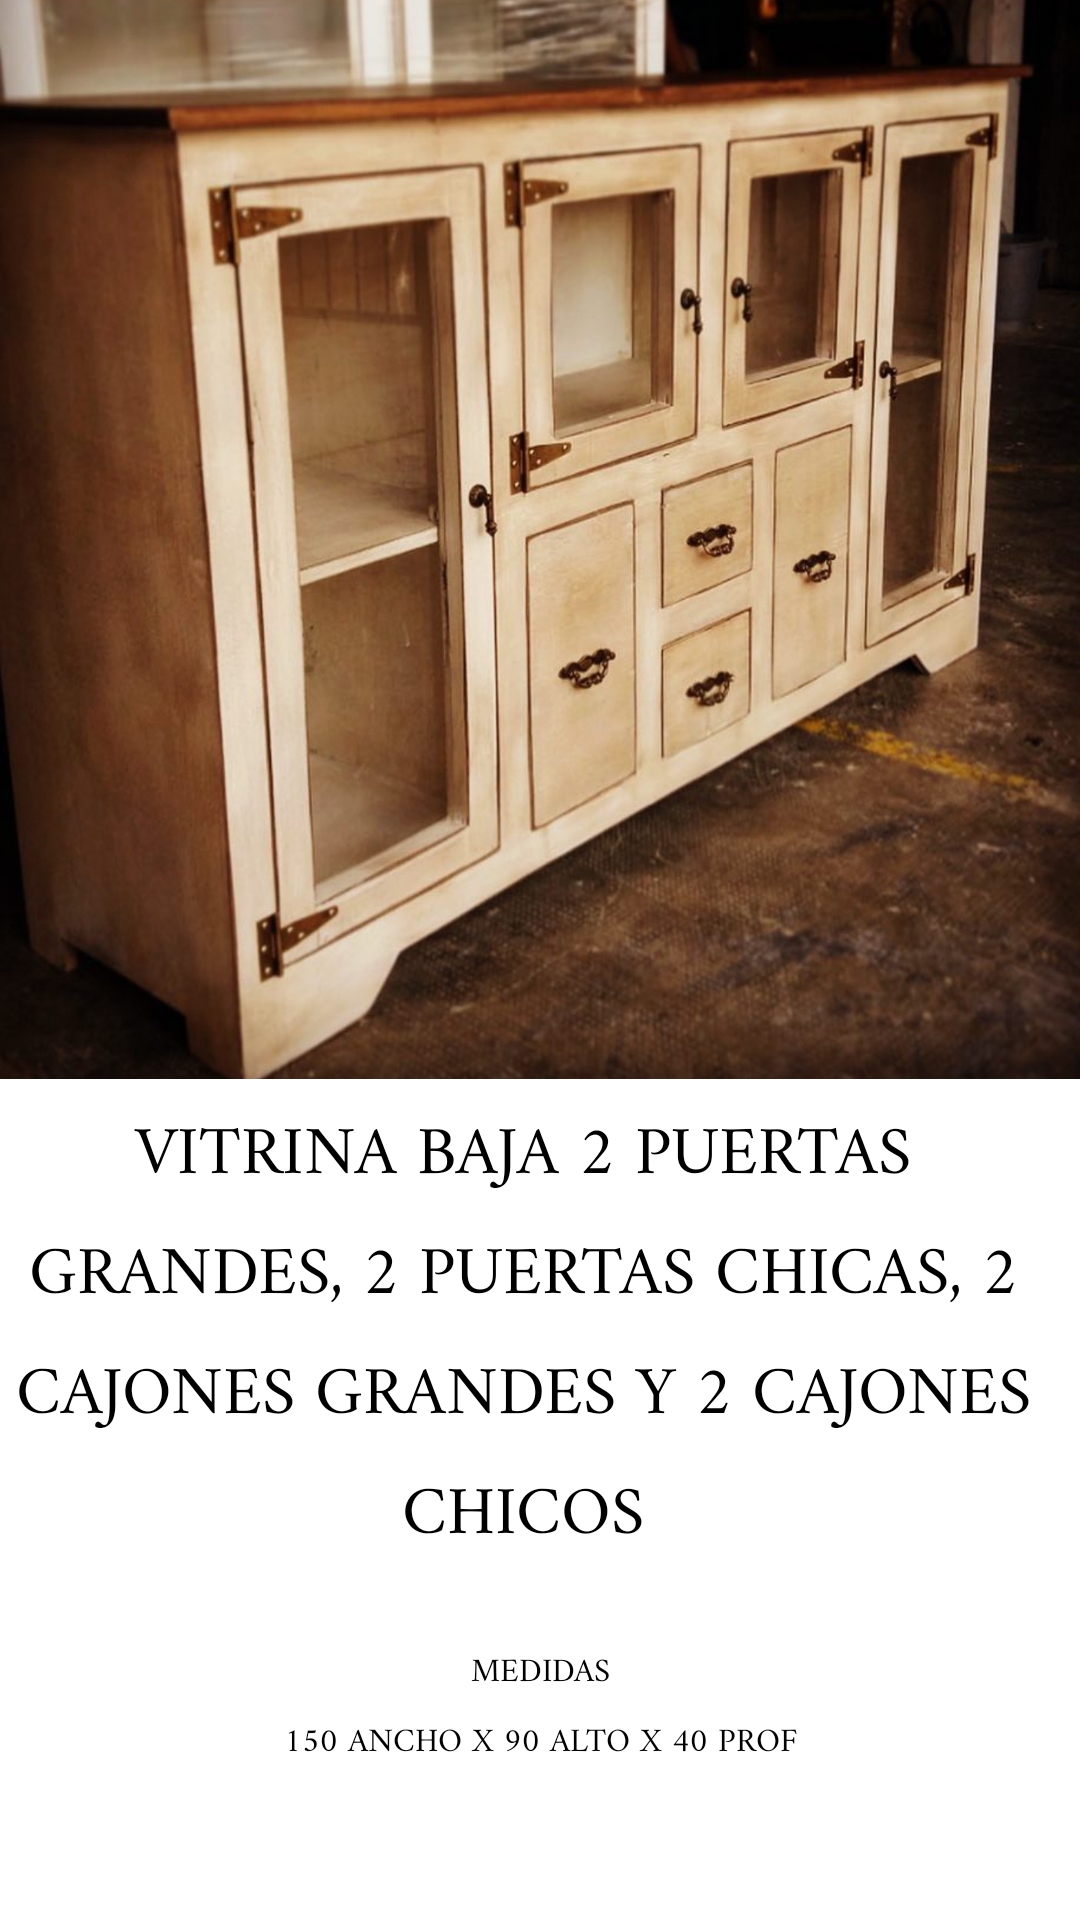 VITRINA BAJA 2 PUERTAS
GRANDES, 2 PUERTAS CHICAS, 2
CAJONES GRANDES Y 2 CAJONES
CHICOS
MEDIDAS
150 ANCHO X 90 ALTO X 40 PROF